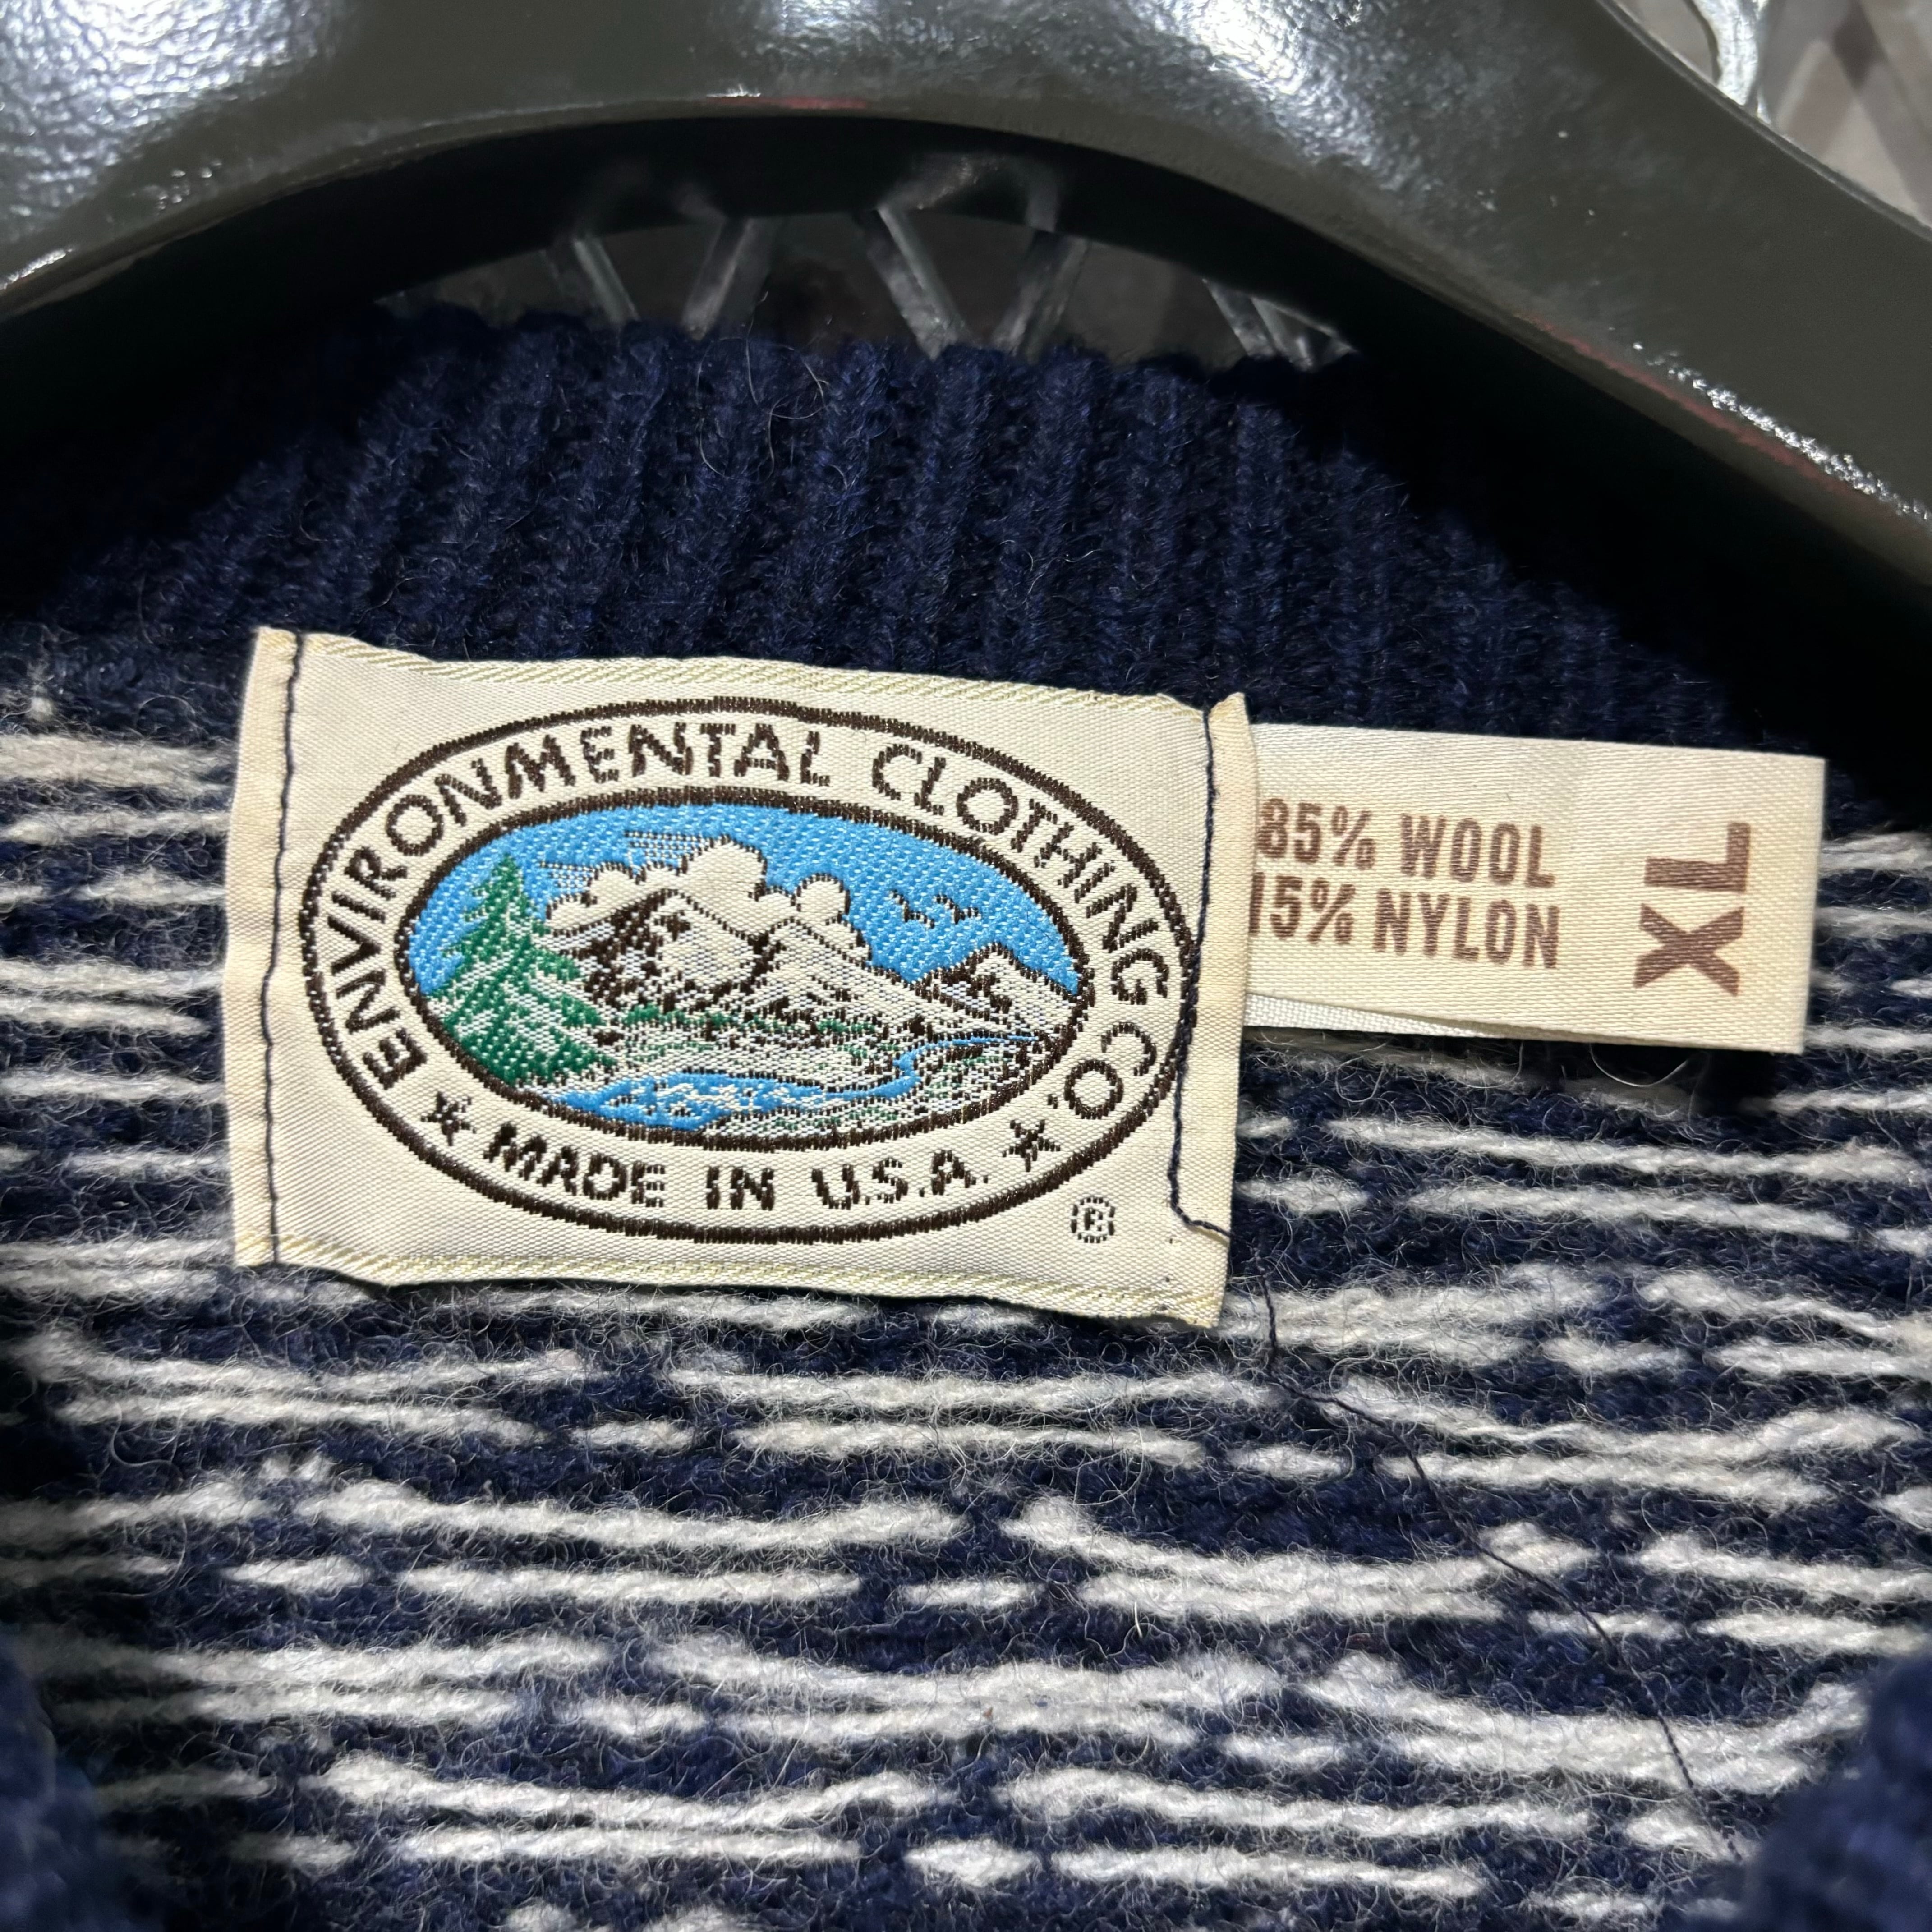 ENVIRONMENTAL CLOTHING CO.
★ MADE IN U.S.A. ★
®
85% WOOL
15% NYLON
XL